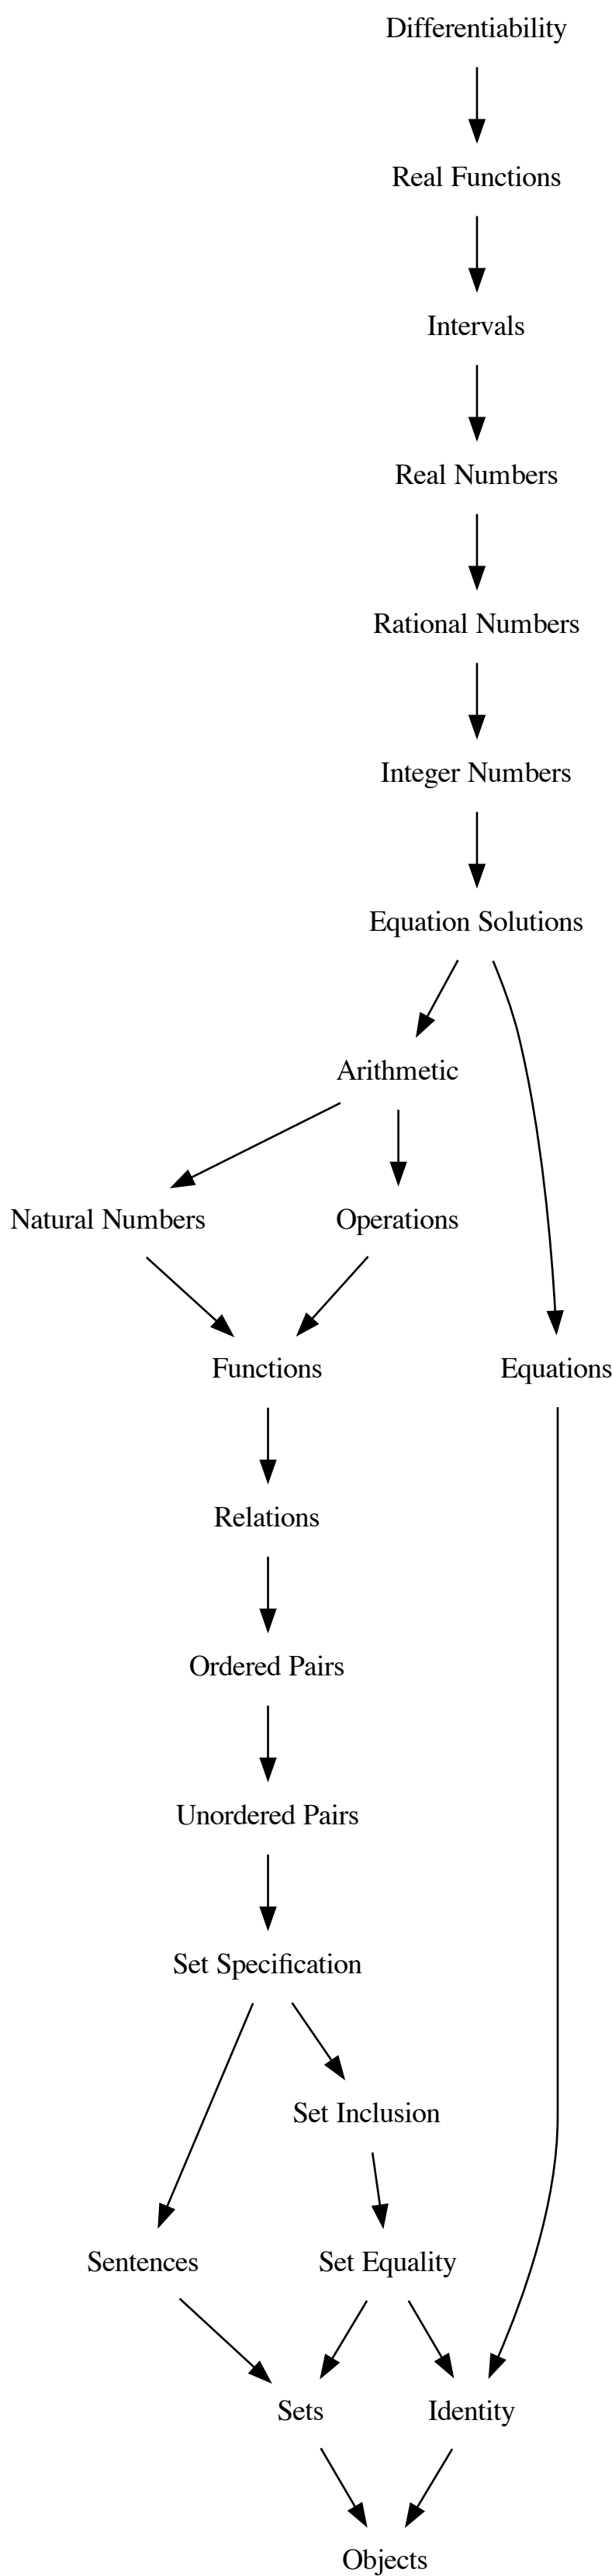 Differentiability
Real Functions
Intervals
Real Numbers
Rational Numbers
Integer Numbers
Equation Solutions
Arithmetic
Natural Numbers
Operations
Functions
Equations
Relations
Ordered Pairs
Unordered Pairs
Set Specification
Set Inclusion
Sentences
Set Equality
Sets
Identity
Objects